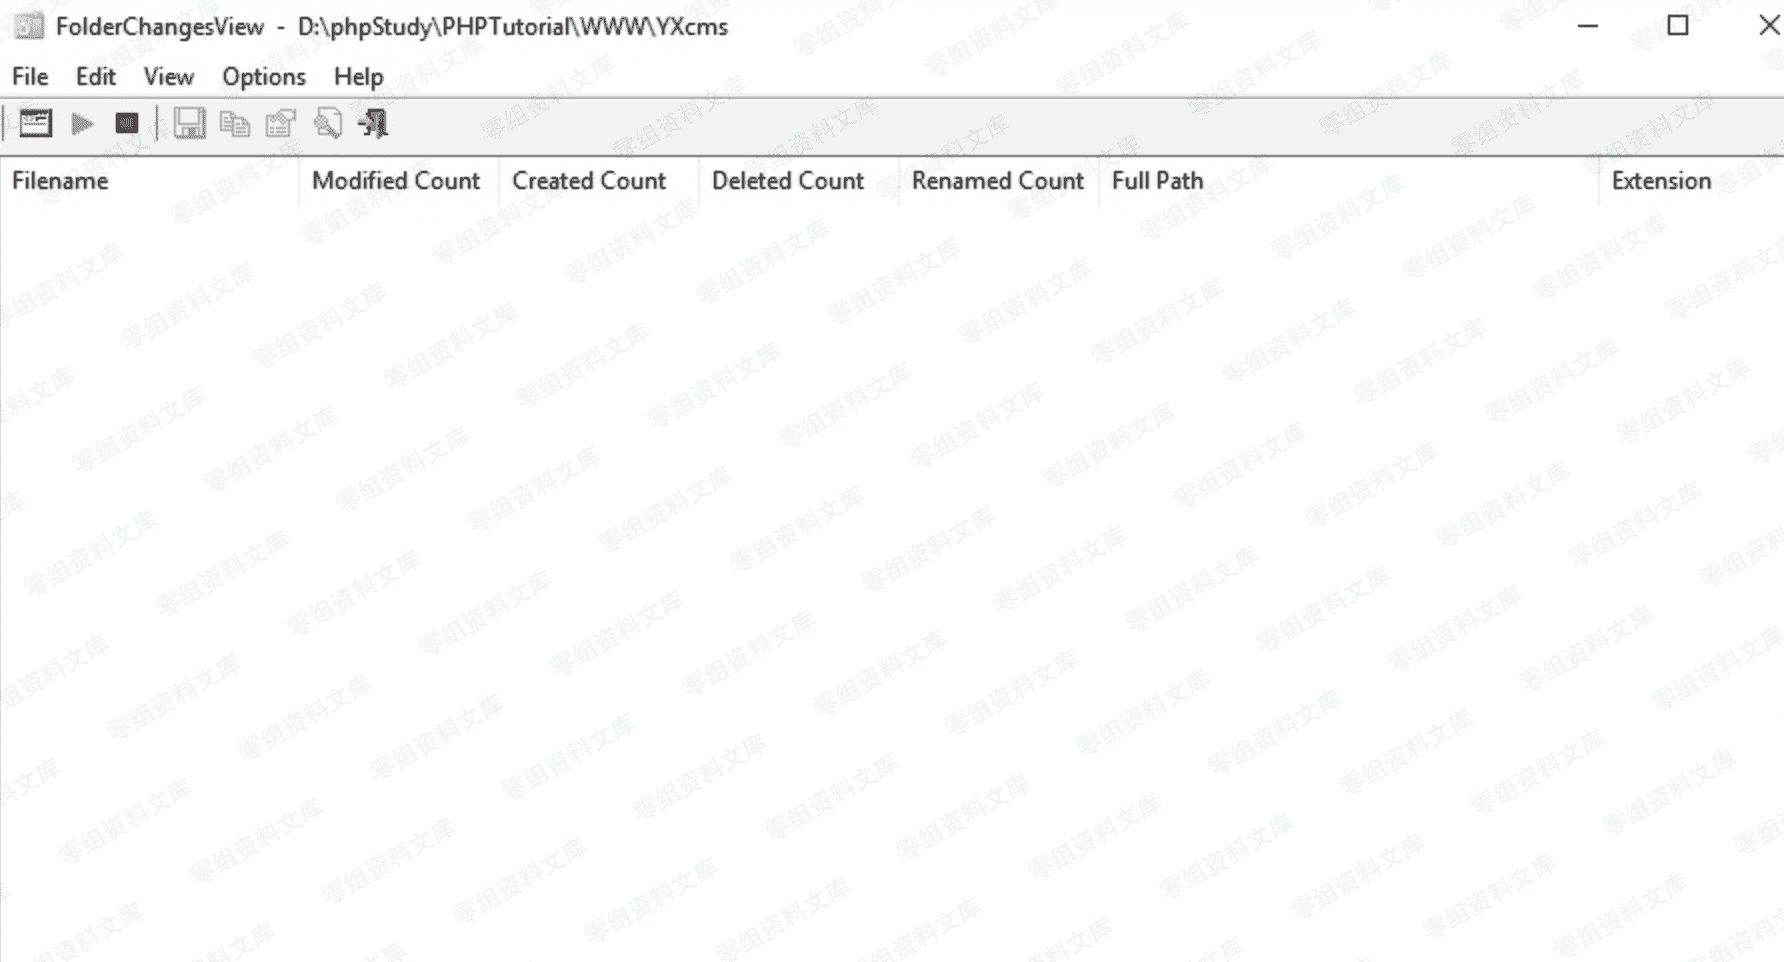 FolderChangesView - D:\phpStudy\PHPTutorial\WWW\YXcms
File Edit View Options Help
Filename Modified Count Created Count Deleted Count Renamed Count Full Path Extension
零组资料文库